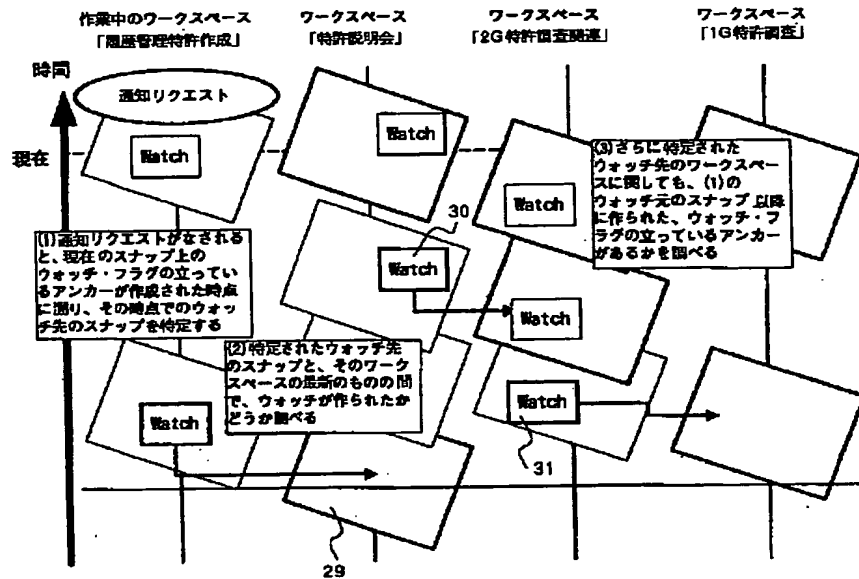 作業中のワークスペース
「履歴管理特許作成」
ワークスペース
「特許説明会」
ワークスペース
「2G特許調査関連」
ワークスペース
「1G特許調査」
時間
通知リクエスト
現在
Watch
Watch
Watch
(3)さらに特定された
ウォッチ先のワークスペー
スに関しても、(1)の
ウォッチ元のスナップ以降
に作られた、ウォッチ・フ
ラグの立っているアンカー
があるかを調べる
30
(1)通知リクエストがなされる
と、現在のスナップ上の
ウォッチ・フラグの立ってい
るアンカーが作成された時点
に遡り、その時点でのウォッ
チ先のスナップを特定する
Watch
Watch
(2)特定されたウォッチ先
のスナップと、そのワーク
スペースの最新のものの間
で、ウォッチが作られたか
どうか調べる
Watch
Watch
31
29